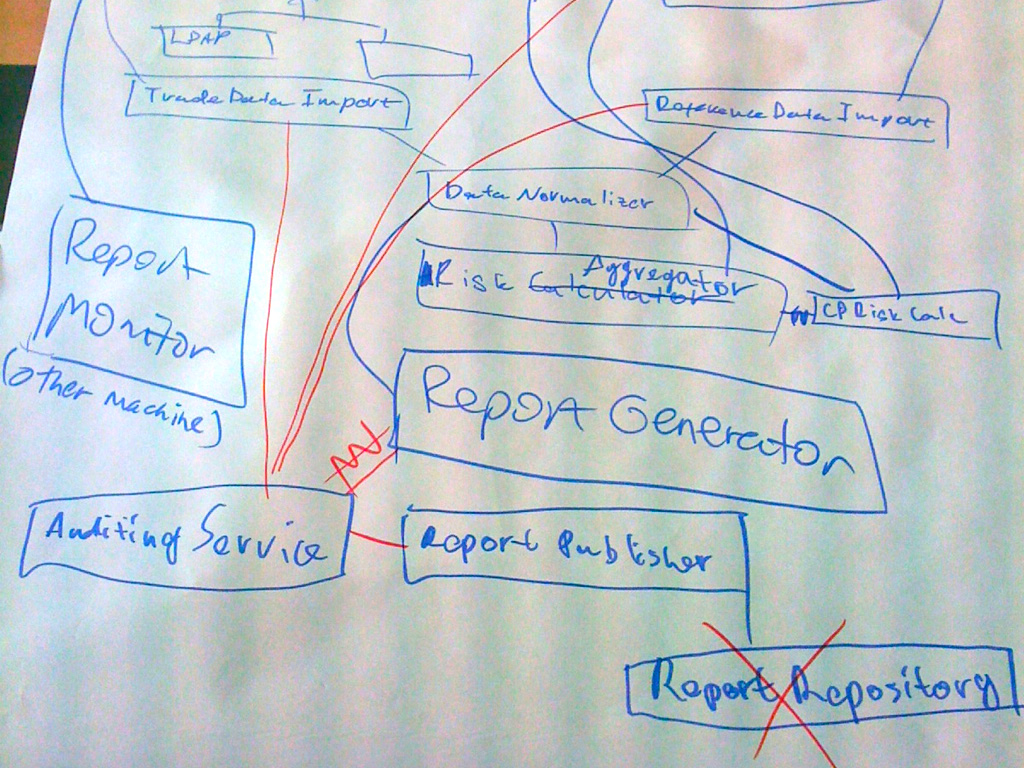 LDAP
Trade Data Import
Reference Data Import
Data Normalizer
Aggregator
Risk Calculator
CP Risk Calc
Report
Monitor
(other machine)
Report Generator
Auditing Service
Report Publisher
Report Repository